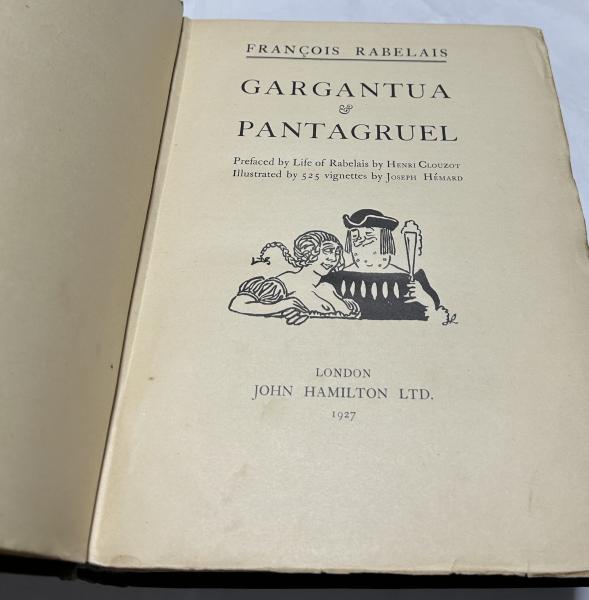 FRANÇOIS RABELAIS
GARGANTUA
&
PANTAGRUEL
Prefaced by Life of Rabelais by HENRI CLOUZOT
Illustrated by 525 vignettes by JOSEPH HÉMARD
LONDON
JOHN HAMILTON LTD.
1927